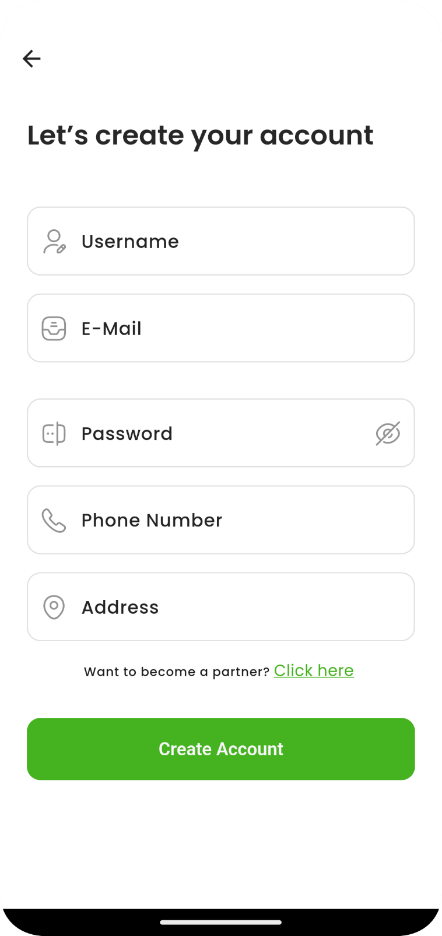 Let’s create your account
Username
E-Mail
Password
Phone Number
Address
Want to become a partner? Click here
Create Account